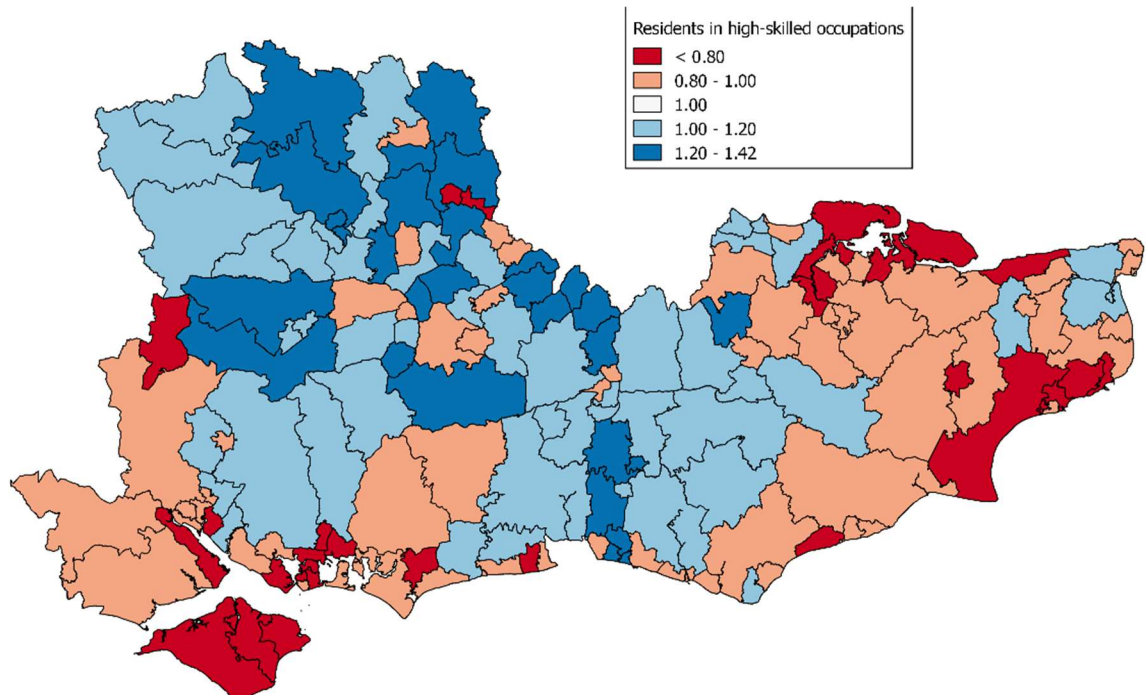 Residents in high-skilled occupations
< 0.80
0.80 - 1.00
1.00
1.00 - 1.20
1.20 - 1.42